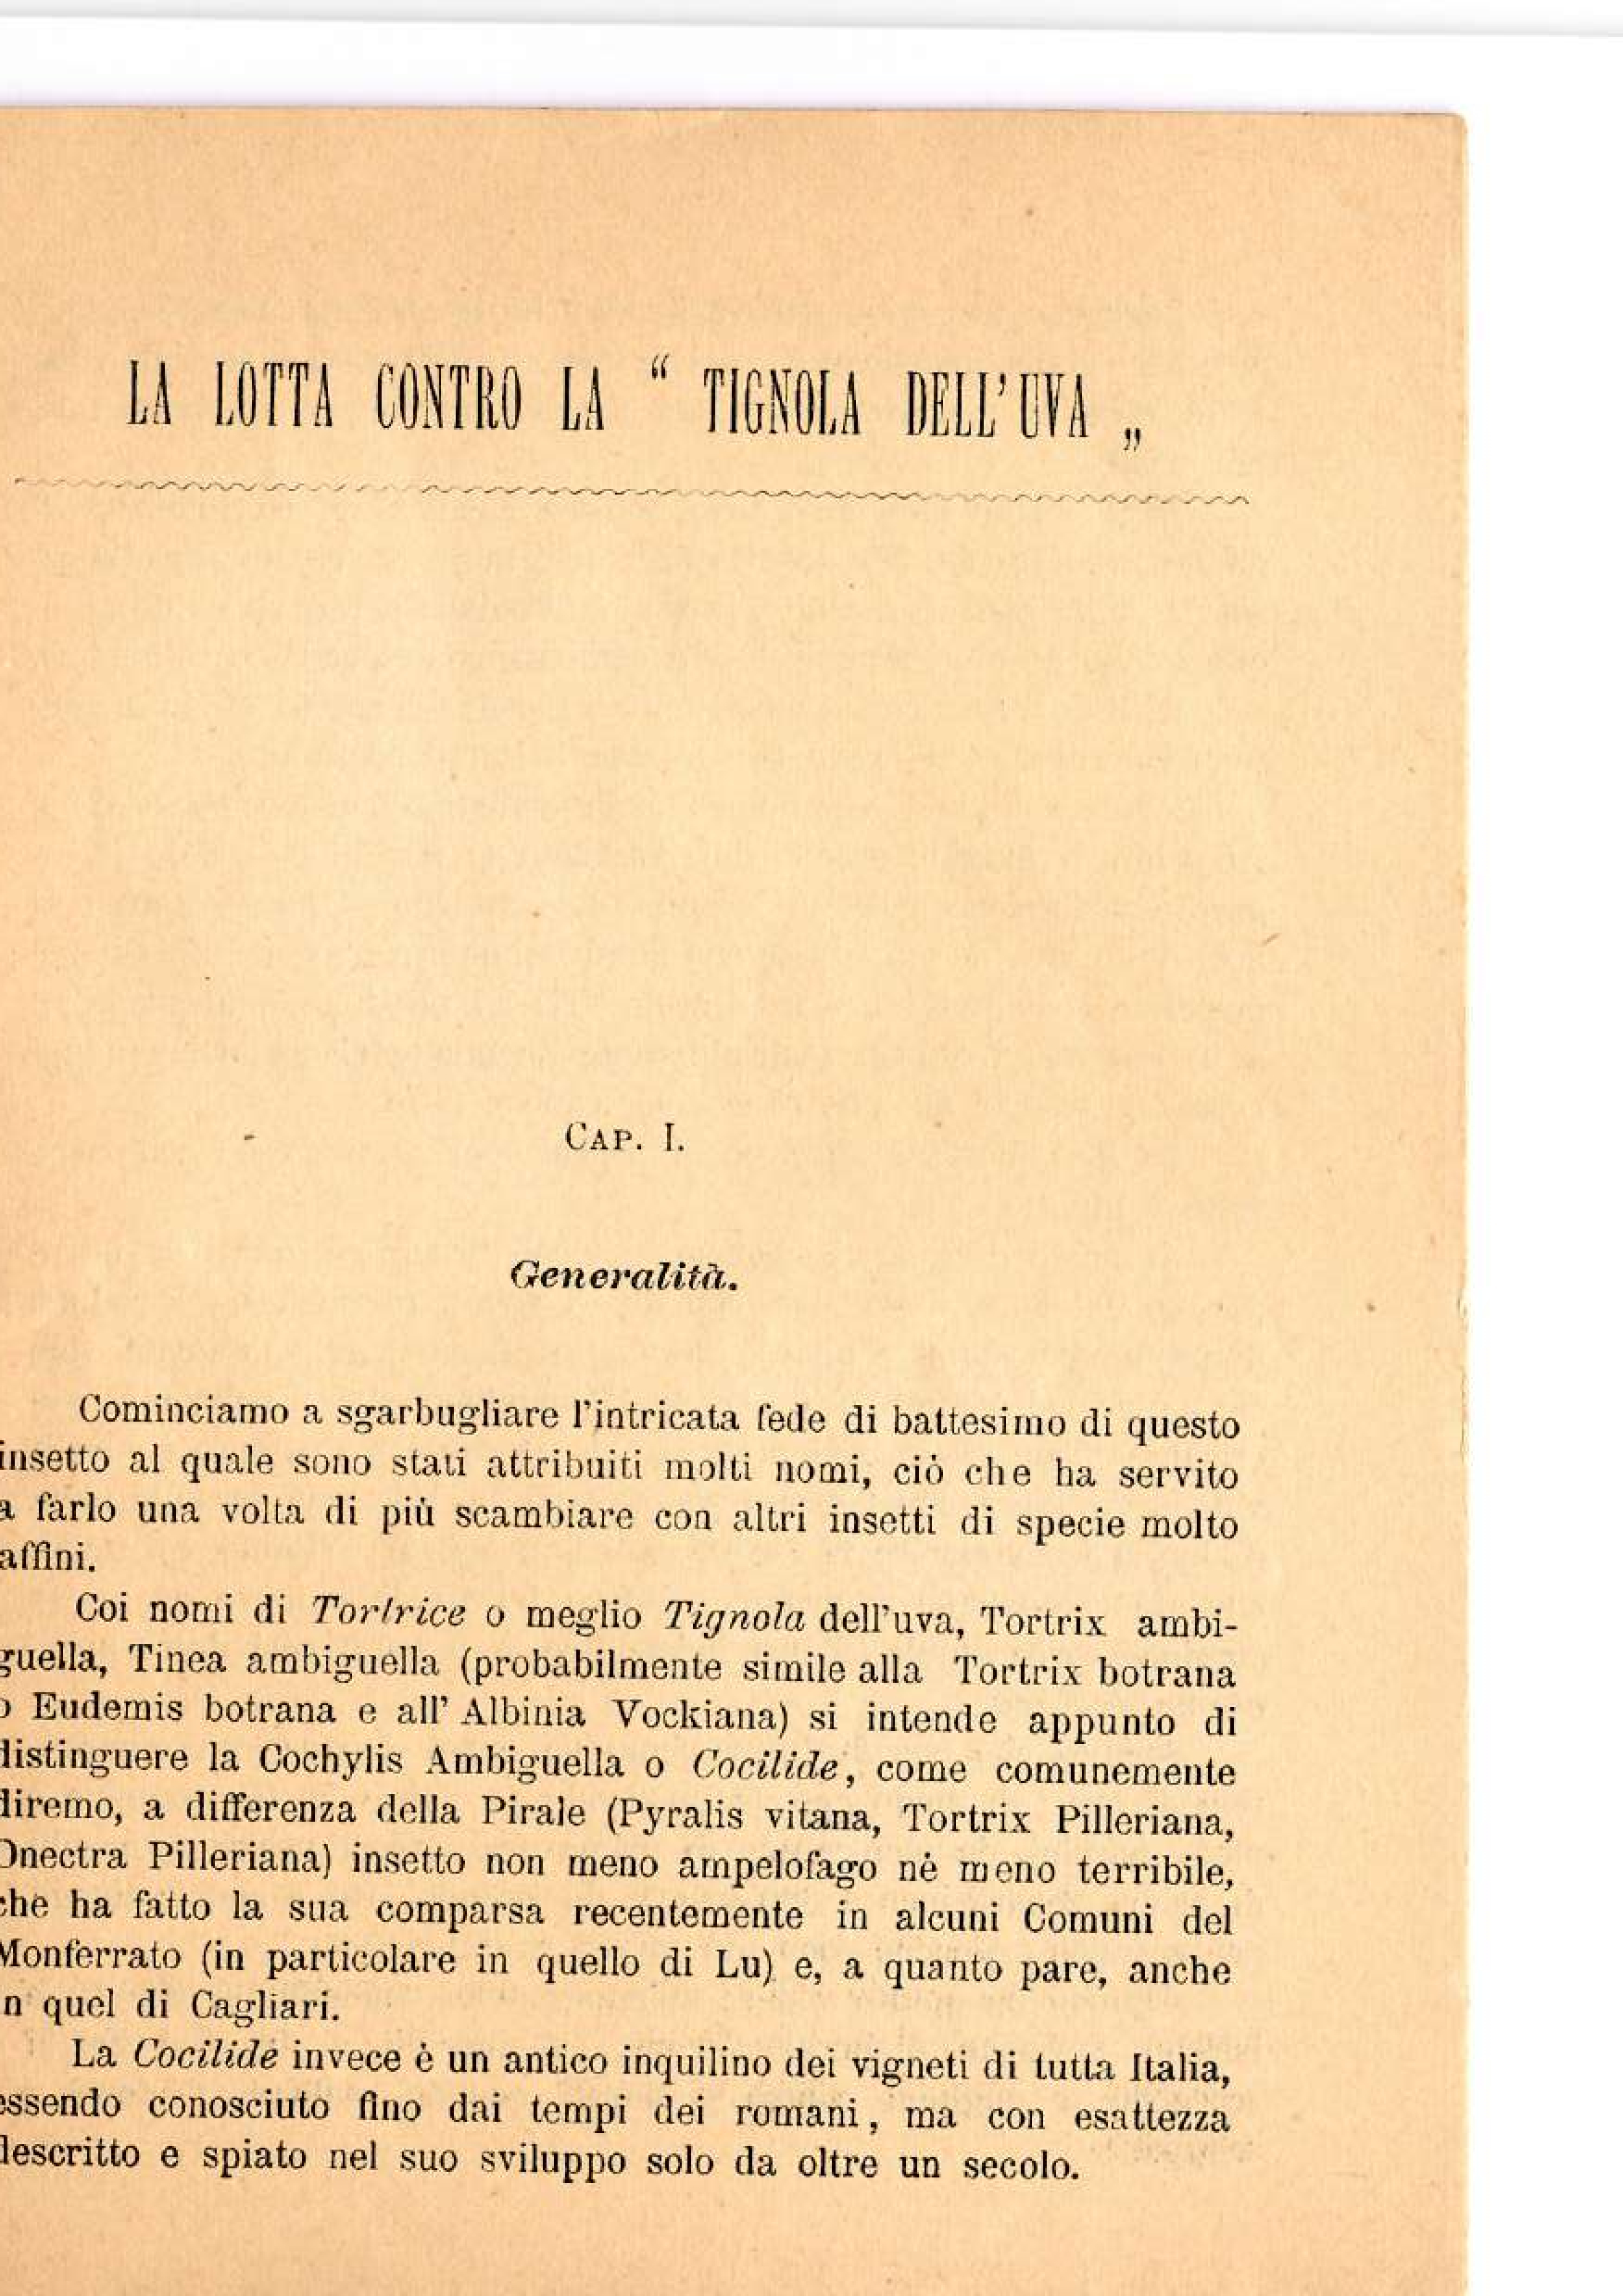 LA LOTTA CONTRO LA “ TIGNOLA DELL'UVA „
CAP. I.
Generalità.
Cominciamo a sgarbugliare l'intricata fede di battesimo di questo
insetto al quale sono stati attribuiti molti nomi, ciò che ha servito
a farlo una volta di più scambiare con altri insetti di specie molto
affini.
Coi nomi di Tortrice o meglio Tignola dell'uva, Tortrix ambi-
guella, Tinea ambiguella (probabilmente simile alla Tortrix botrana
o Eudemis botrana e all' Albinia Vockiana) si intende appunto di
distinguere la Cochylis Ambiguella o Cocilide, come comunemente
diremo, a differenza della Pirale (Pyralis vitana, Tortrix Pilleriana,
Onectra Pilleriana) insetto non meno ampelofago nè meno terribile,
che ha fatto la sua comparsa recentemente in alcuni Comuni del
Monferrato (in particolare in quello di Lu) e, a quanto pare, anche
in quel di Cagliari.
La Cocilide invece è un antico inquilino dei vigneti di tutta Italia,
essendo conosciuto fino dai tempi dei romani, ma con esattezza
descritto e spiato nel suo sviluppo solo da oltre un secolo.